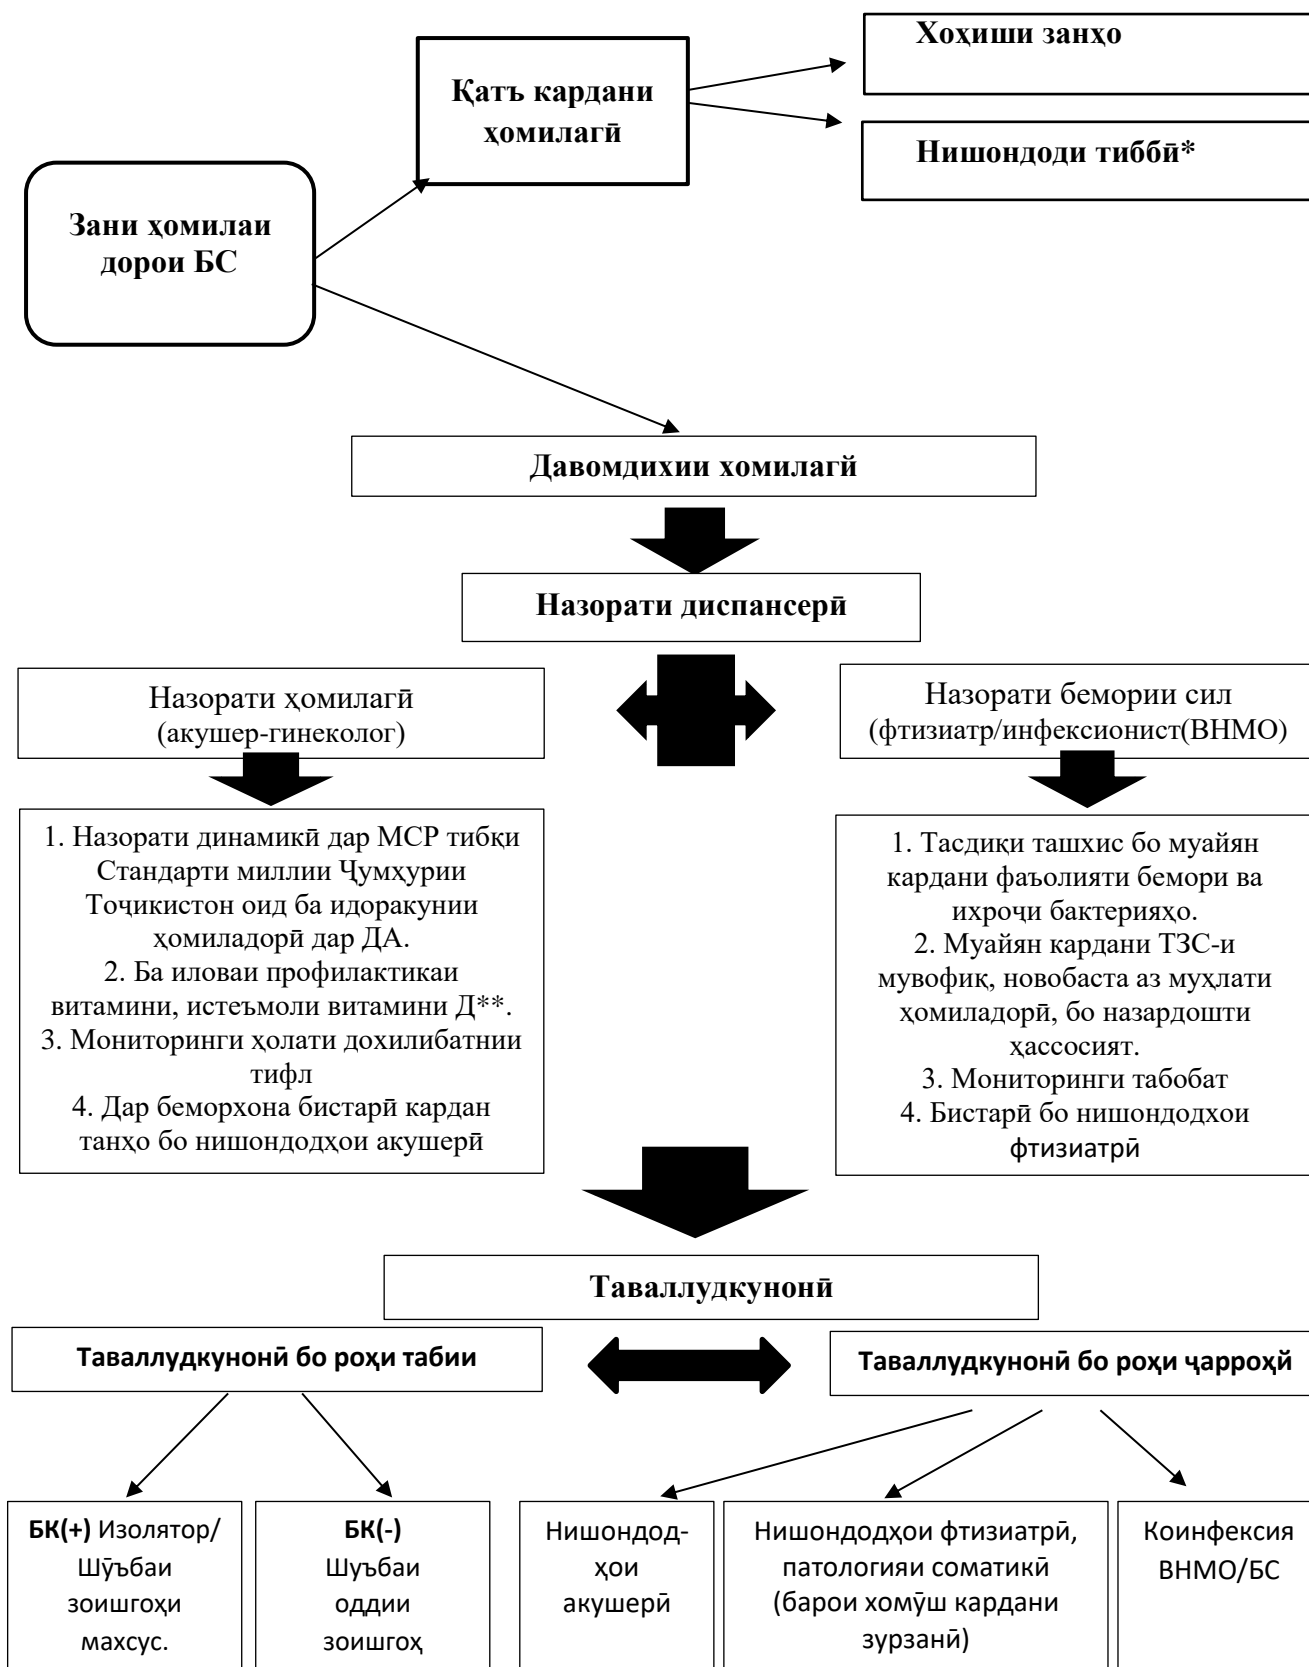 Хоҳиши занҳо
Қатъ кардани
ҳомилагӣ
Нишондоди тиббӣ*
Зани ҳомилаи
дорои БС
Давомдихии хомилагй
Назорати диспансерӣ
Назорати ҳомилагӣ
(акушер-гинеколог)
Назорати бемории сил
(фтизиатр/инфексионист(ВНМО)
1. Назорати динамикӣ дар МСР тибқи
Стандарти миллии Ҷумҳурии
Тоҷикистон оид ба идоракунии
ҳомиладорӣ дар ДА.
2. Ба иловаи профилактикаи
витамини, истеъмоли витамини Д**.
3. Мониторинги ҳолати дохилибатнии
тифл
4. Дар беморхона бистарӣ кардан
танҳо бо нишондодҳои акушерӣ
1. Тасдиқи ташхис бо муайян
кардани фаъолияти бемори ва
ихроҷи бактерияҳо.
2. Муайян кардани ТЗС-и
мувофиқ, новобаста аз муҳлати
ҳомиладорӣ, бо назардошти
ҳассосият.
3. Мониторинги табобат
4. Бистарӣ бо нишондодхои
фтизиатрӣ
Таваллудкунонӣ
Таваллудкунонӣ бо роҳи табии
Таваллудкунонӣ бо роҳи ҷарроҳй
БК(+) Изолятор/
Шӯъбаи
зоишгоҳи
махсус.
БК(-)
Шуъбаи
оддии
зоишгоҳ
Нишондод-
ҳои
акушерӣ
Нишондодҳои фтизиатрӣ,
патологияи соматикӣ
(барои хомӯш кардани
зурзанӣ)
Коинфексия
ВНМО/БС